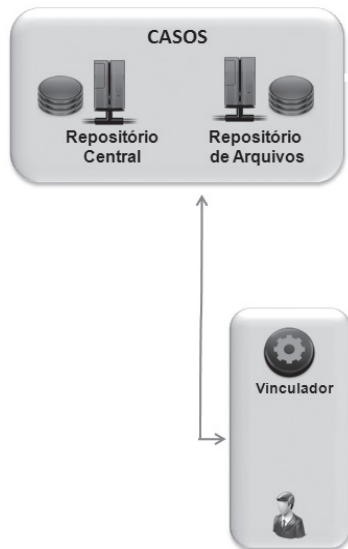 CASOS
Repositório
Central
Repositório
de Arquivos
Vinculador